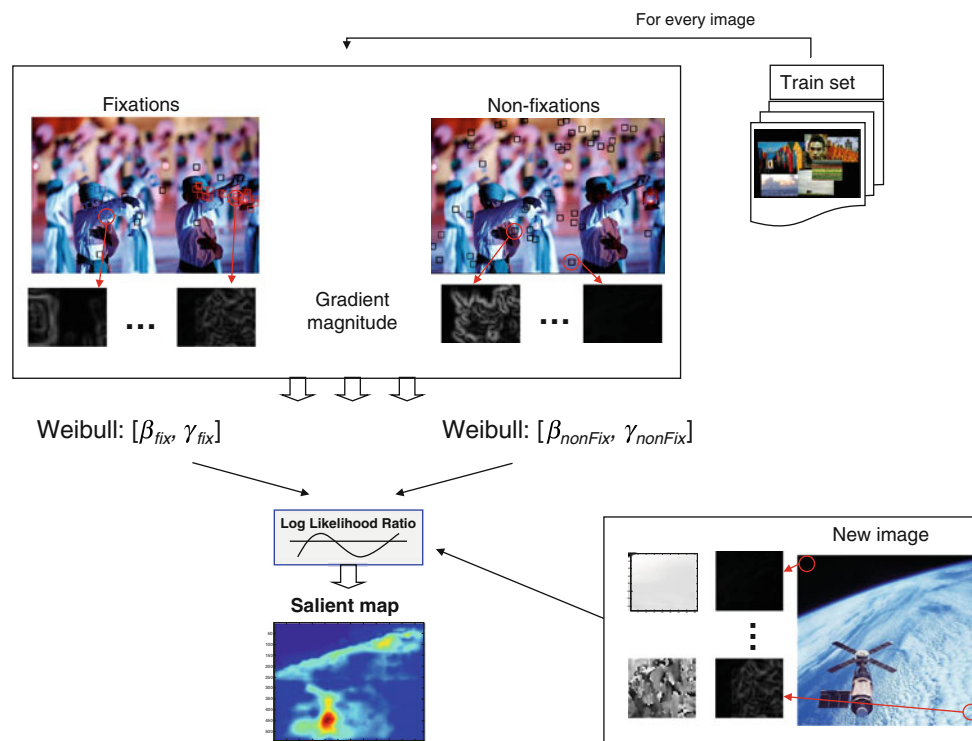 For every image
Train set
Fixations
Non-fixations
Gradient
magnitude
...
...
Weibull: [βfix, γfix]
Weibull: [βnonFix, γnonFix]
Log Likelihood Ratio
New image
Salient map